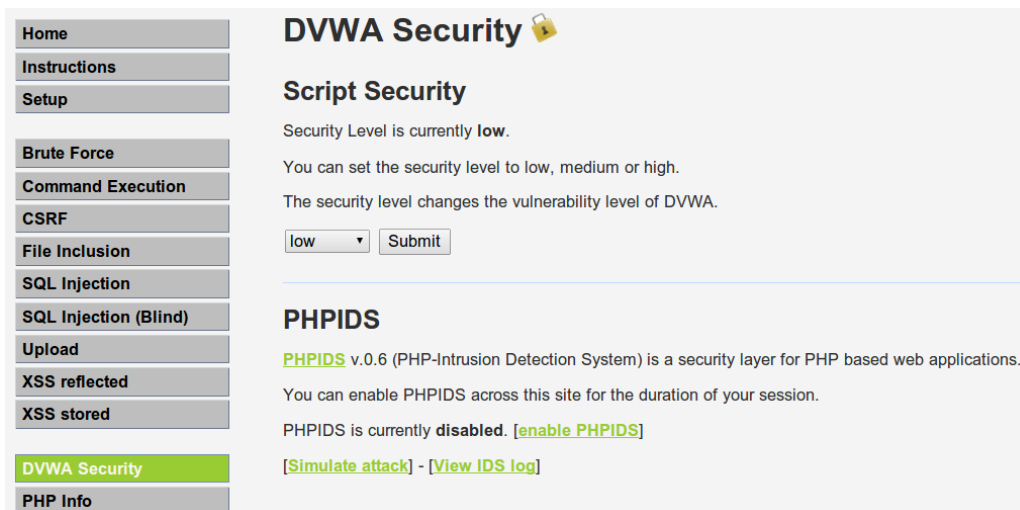 Home
Instructions
Setup
Brute Force
Command Execution
CSRF
File Inclusion
SQL Injection
SQL Injection (Blind)
Upload
XSS reflected
XSS stored
DVWA Security
PHP Info
DVWA Security
Script Security
Security Level is currently low.
You can set the security level to low, medium or high.
The security level changes the vulnerability level of DVWA.
low Submit
PHPIDS
PHPIDS v.0.6 (PHP-Intrusion Detection System) is a security layer for PHP based web applications.
You can enable PHPIDS across this site for the duration of your session.
PHPIDS is currently disabled. [enable PHPIDS]
[Simulate attack] - [View IDS log]